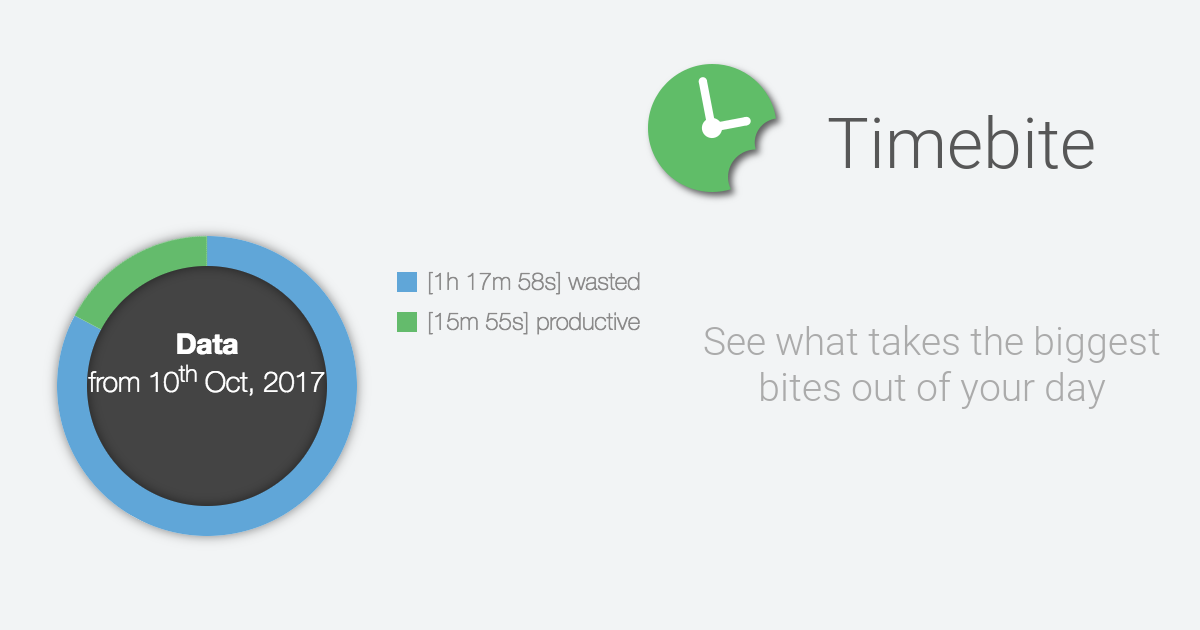 Timebite
[1h 17m 58s] wasted
[15m 55s] productive
Data
from 10th Oct, 2017
See what takes the biggest
bites out of your day